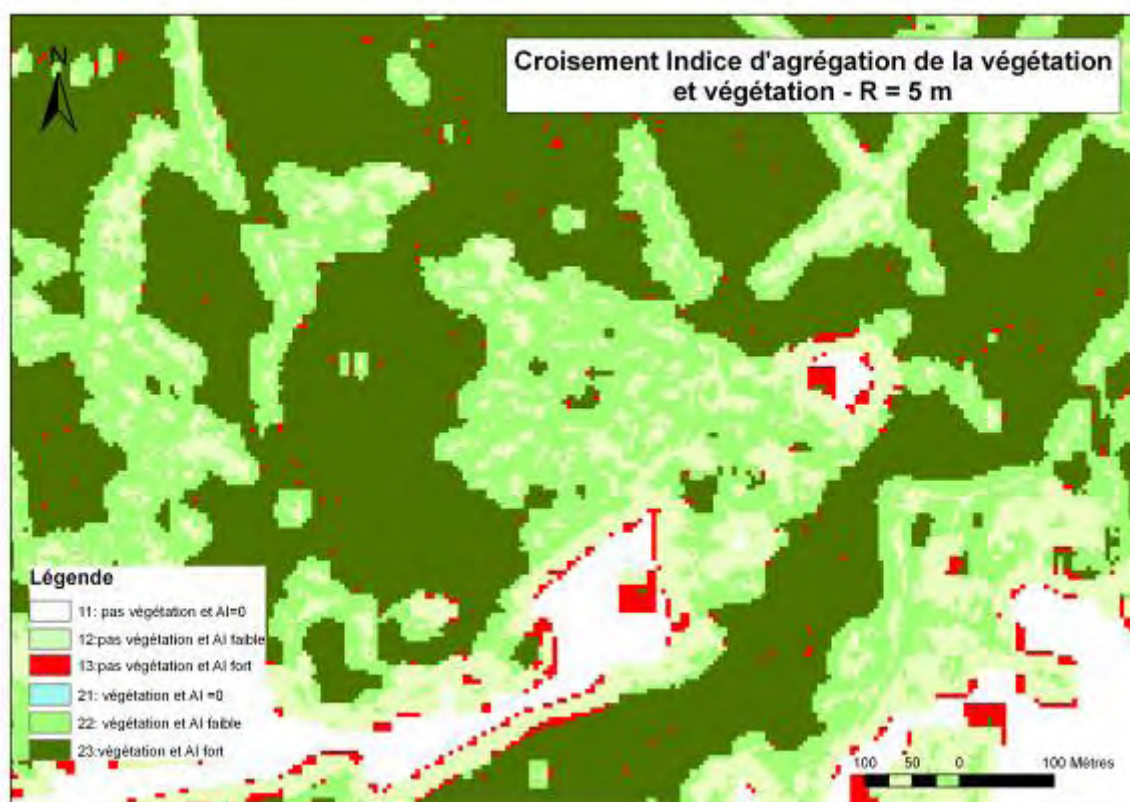 Croisement Indice d'agrégation de la végétation
et végétation - R = 5 m
N
Légende
11: pas végétation et AI=0
12:pas végétation et AI faible
13:pas végétation et AI fort
21: végétation et AI =0
22: végétation et AI faible
23:végétation et AI fort
100 50 0 100 Mètres